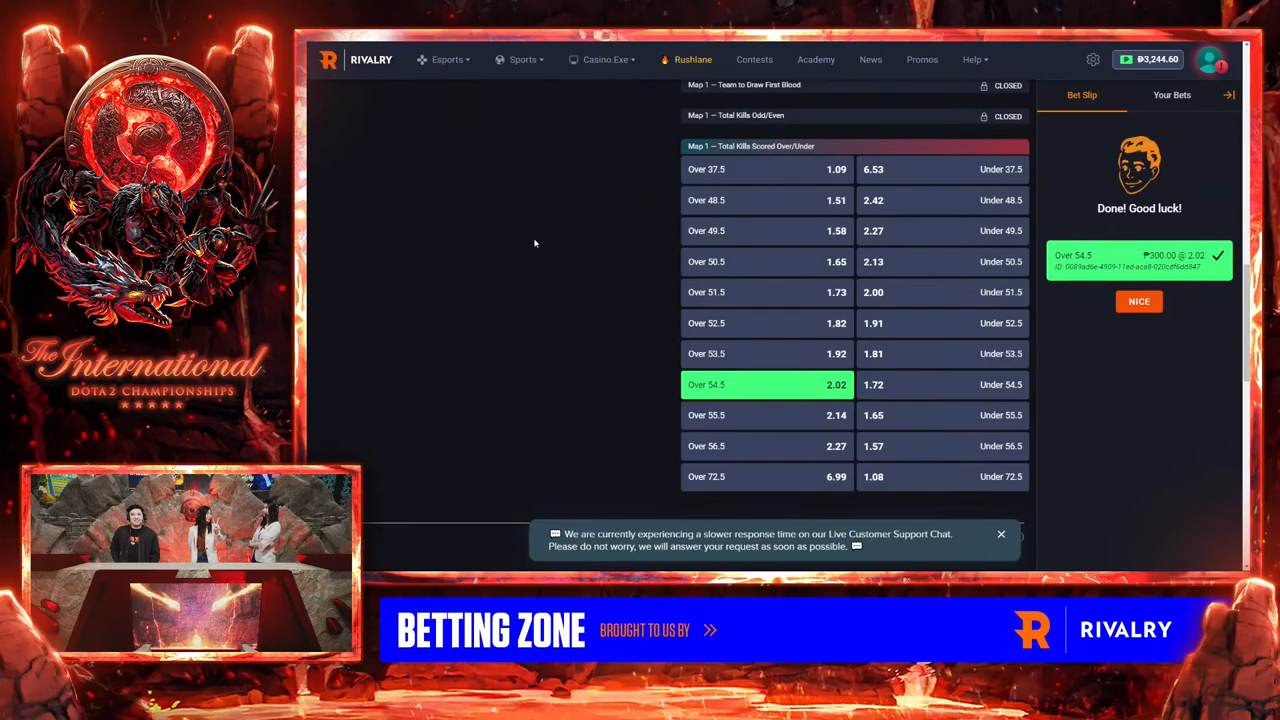 RIVALRY
Esports
Sports
Casino.Exe
Rushlane
Contests
Academy
News
Promos
Help
₱3,244.60
Map 1 — Team to Draw First Blood
CLOSED
Map 1 — Total Kills Odd/Even
CLOSED
Map 1 — Total Kills Scored Over/Under
Over 37.5 1.09 6.53 Under 37.5
Over 48.5 1.51 2.42 Under 48.5
Over 49.5 1.58 2.27 Under 49.5
Over 50.5 1.65 2.13 Under 50.5
Over 51.5 1.73 2.00 Under 51.5
Over 52.5 1.82 1.91 Under 52.5
Over 53.5 1.92 1.81 Under 53.5
Over 54.5 2.02 1.72 Under 54.5
Over 55.5 2.14 1.65 Under 55.5
Over 56.5 2.27 1.57 Under 56.5
Over 72.5 6.99 1.08 Under 72.5
Bet Slip
Your Bets
Done! Good luck!
Over 54.5 ₱300.00 @ 2.02
ID: 0089ad6e-4909-11ed-aca8-020cdf6dd847
NICE
We are currently experiencing a slower response time on our Live Customer Support Chat.
Please do not worry, we will answer your request as soon as possible.
The International
DOTA 2 CHAMPIONSHIPS
BETTING ZONE
BROUGHT TO US BY
RIVALRY